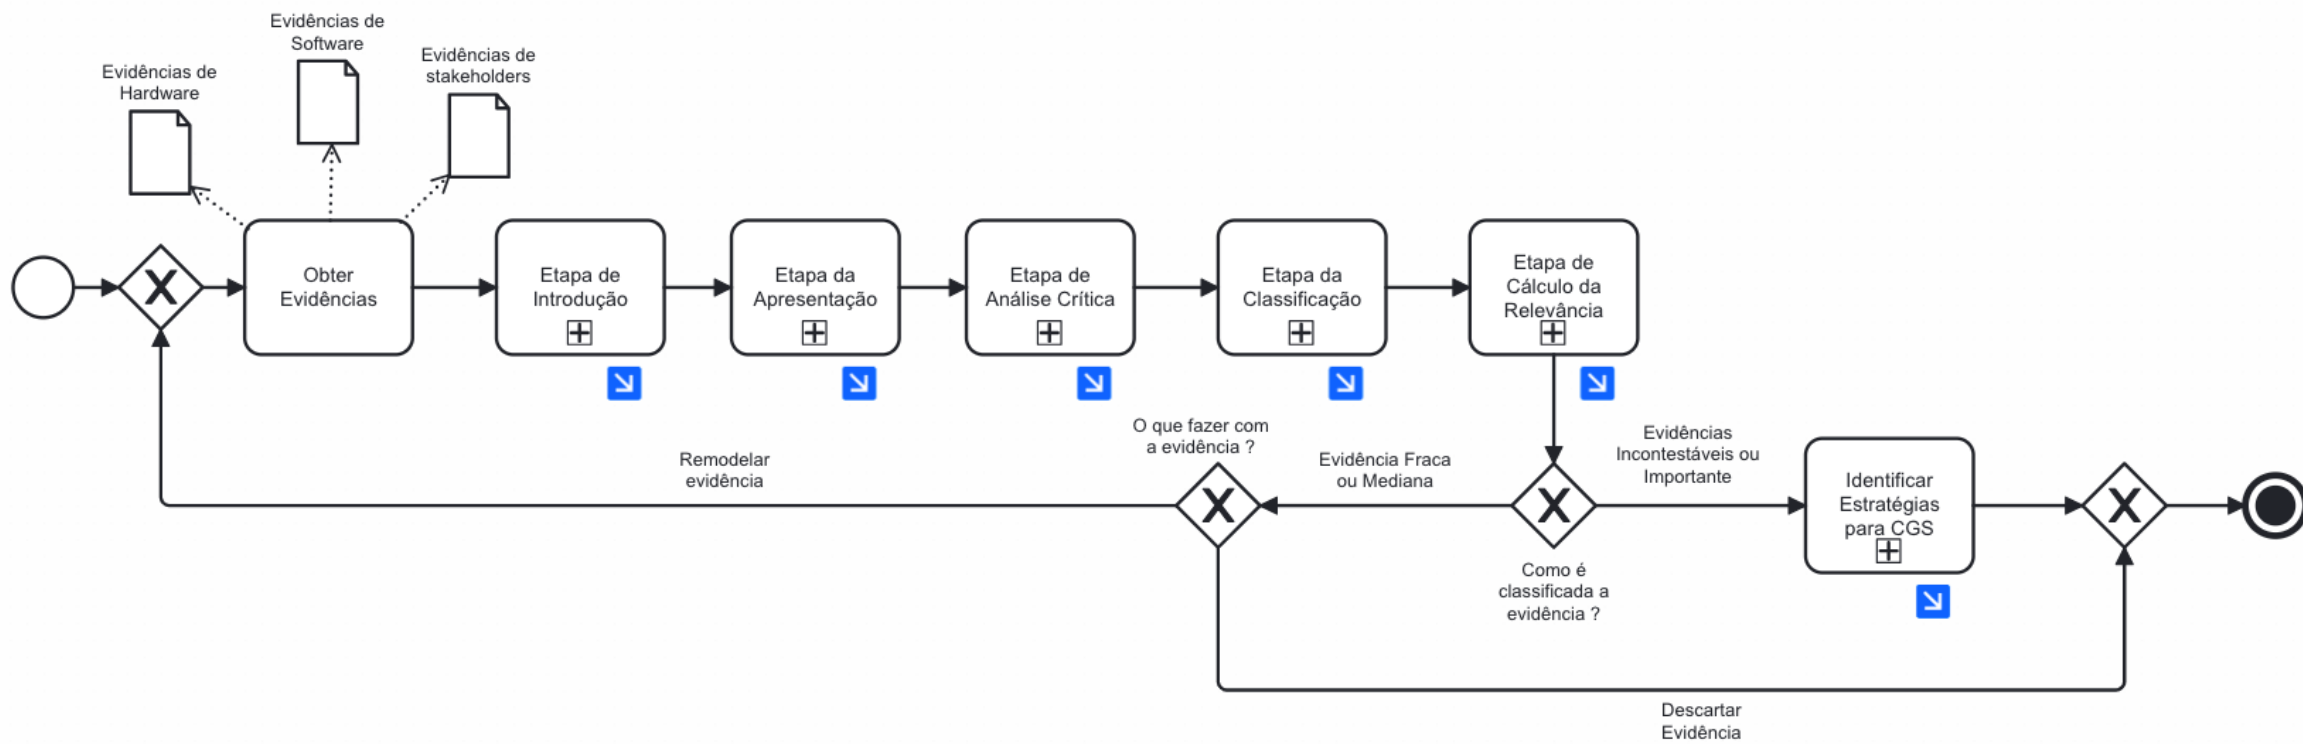 Evidências de
Software
Evidências de
stakeholders
Evidências de
Hardware
Obter
Evidências
Etapa de
Introdução
Etapa da
Apresentação
Etapa de
Análise Crítica
Etapa da
Classificação
Etapa de
Cálculo da
Relevância
O que fazer com
a evidência ?
Remodelar
evidência
Evidência Fraca
ou Mediana
Evidências
Incontestáveis ou
Importante
Identificar
Estratégias
para CGS
Como é
classificada a
evidência ?
Descartar
Evidência